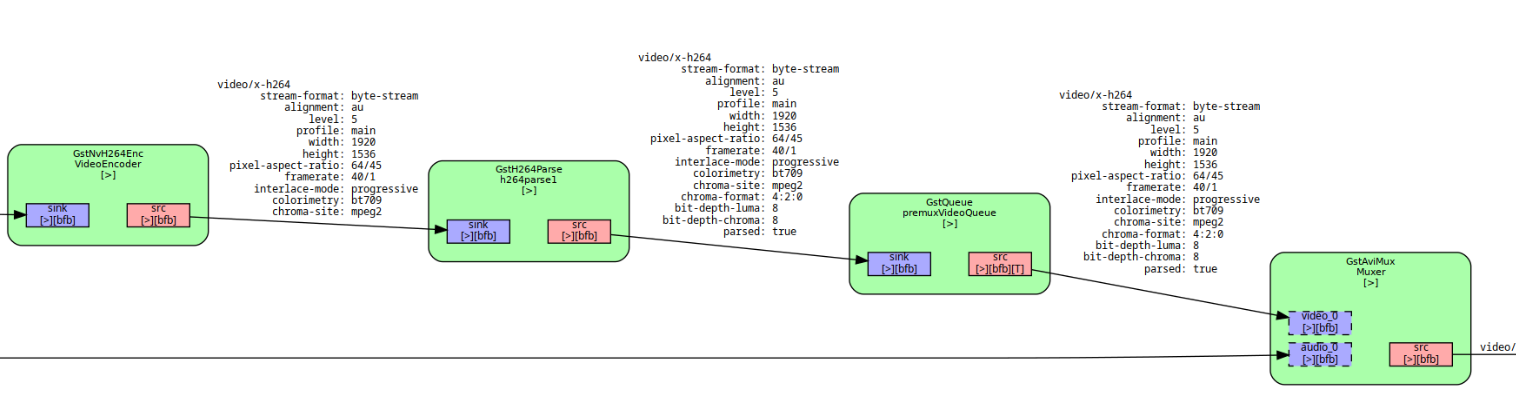 GstNvH264Enc
VideoEncoder
[>]
sink
[>][bfb]
src
[>][bfb]
video/x-h264
stream-format: byte-stream
alignment: au
level: 5
profile: main
width: 1920
height: 1536
pixel-aspect-ratio: 64/45
framerate: 40/1
interlace-mode: progressive
colorimetry: bt709
chroma-site: mpeg2
GstH264Parse
h264parse1
[>]
sink
[>][bfb]
src
[>][bfb]
video/x-h264
stream-format: byte-stream
alignment: au
level: 5
profile: main
width: 1920
height: 1536
pixel-aspect-ratio: 64/45
framerate: 40/1
interlace-mode: progressive
colorimetry: bt709
chroma-site: mpeg2
chroma-format: 4:2:0
bit-depth-luma: 8
bit-depth-chroma: 8
parsed: true
GstQueue
premuxVideoQueue
[>]
sink
[>][bfb]
src
[>][bfb][T]
video/x-h264
stream-format: byte-stream
alignment: au
level: 5
profile: main
width: 1920
height: 1536
pixel-aspect-ratio: 64/45
framerate: 40/1
interlace-mode: progressive
colorimetry: bt709
chroma-site: mpeg2
chroma-format: 4:2:0
bit-depth-luma: 8
bit-depth-chroma: 8
parsed: true
GstAviMux
Muxer
[>]
video_0
[>][bfb]
audio_0
[>][bfb]
src
[>][bfb]
video/